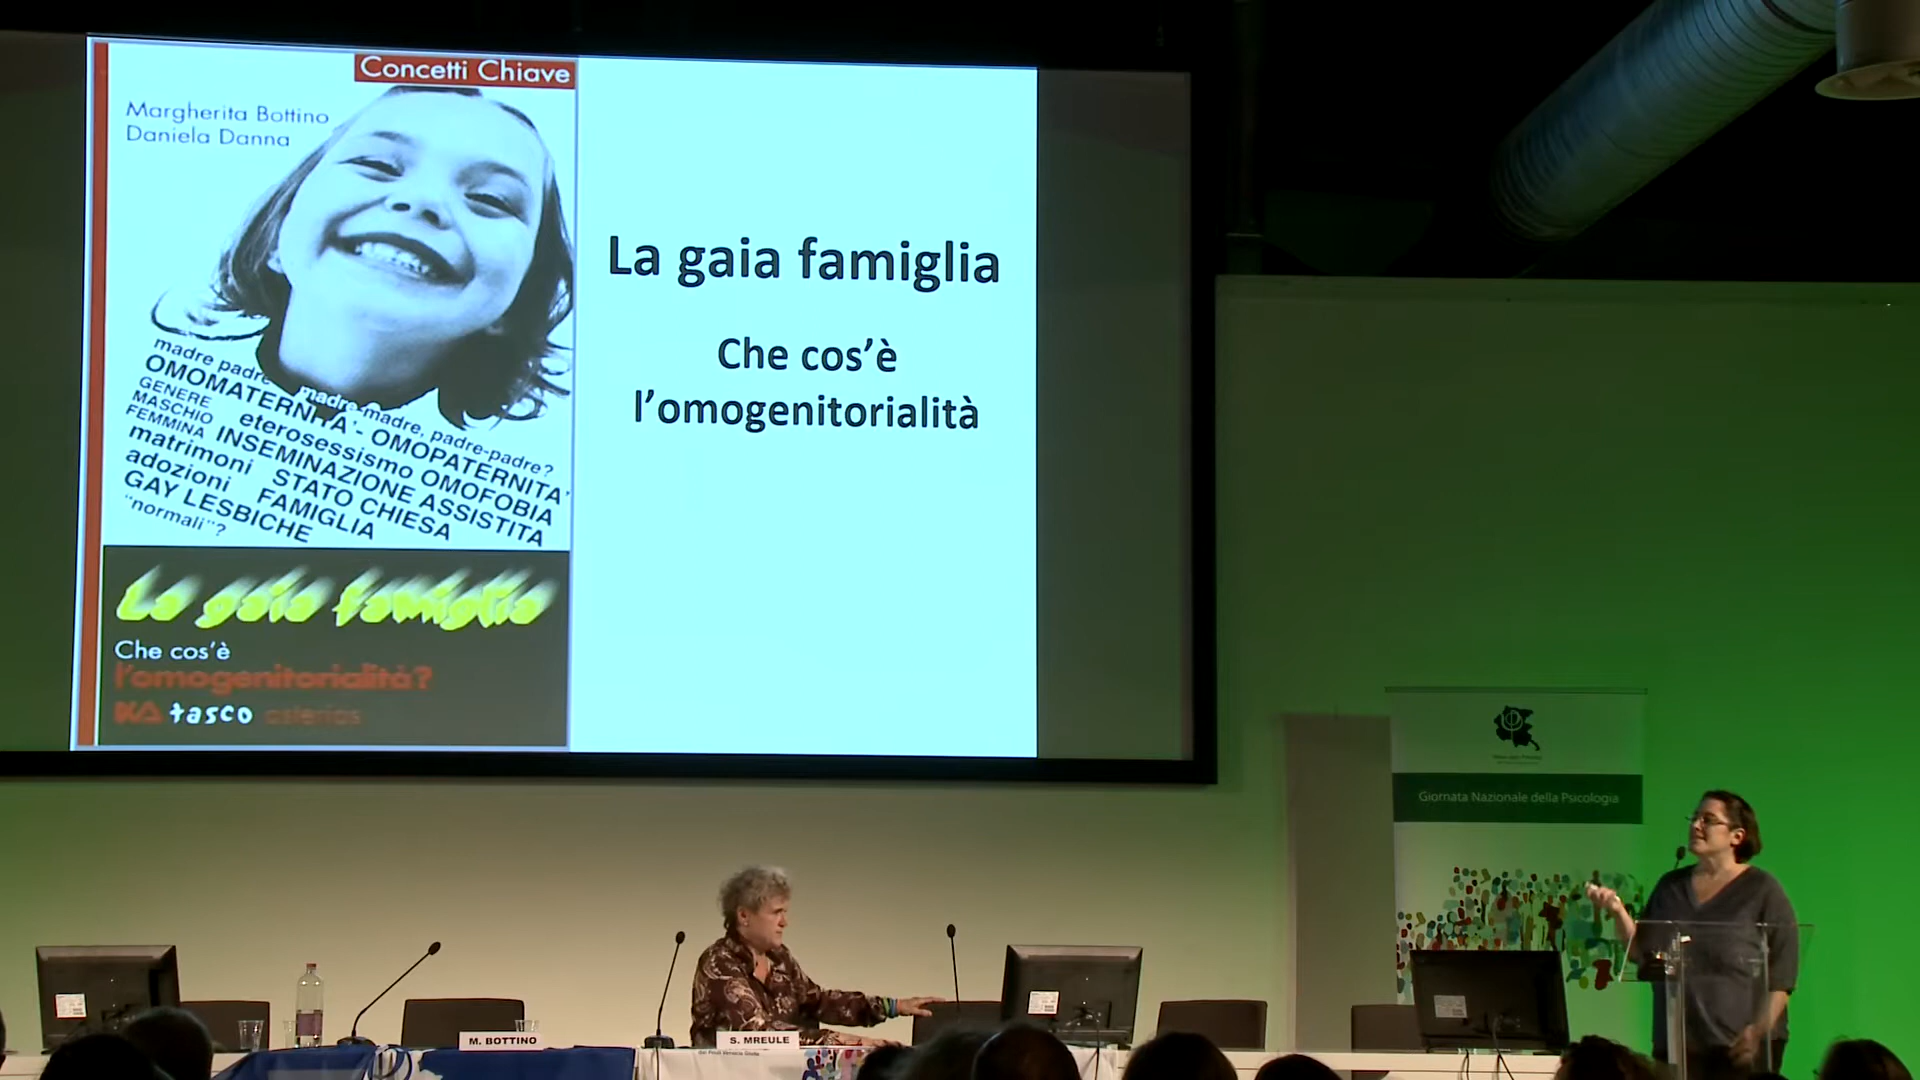 Concetti Chiave
Margherita Bottino
Daniela Danna
madre padre madre-madre, padre-padre?
OMOMATERNITA'- OMOPATERNITA'
GENERE eterosessismo OMOFOBIA
MASCHIO INSEMINAZIONE ASSISTITA
FEMMINA
matrimoni STATO CHIESA
adozioni FAMIGLIA
GAY LESBICHE
"normali"?
La gaia famiglia
Che cos'è
l'omogenitorialità?
tasco asterios
La gaia famiglia
Che cos'è
l'omogenitorialità
Giornata Nazionale della Psicologia
M. BOTTINO
S. MREULE